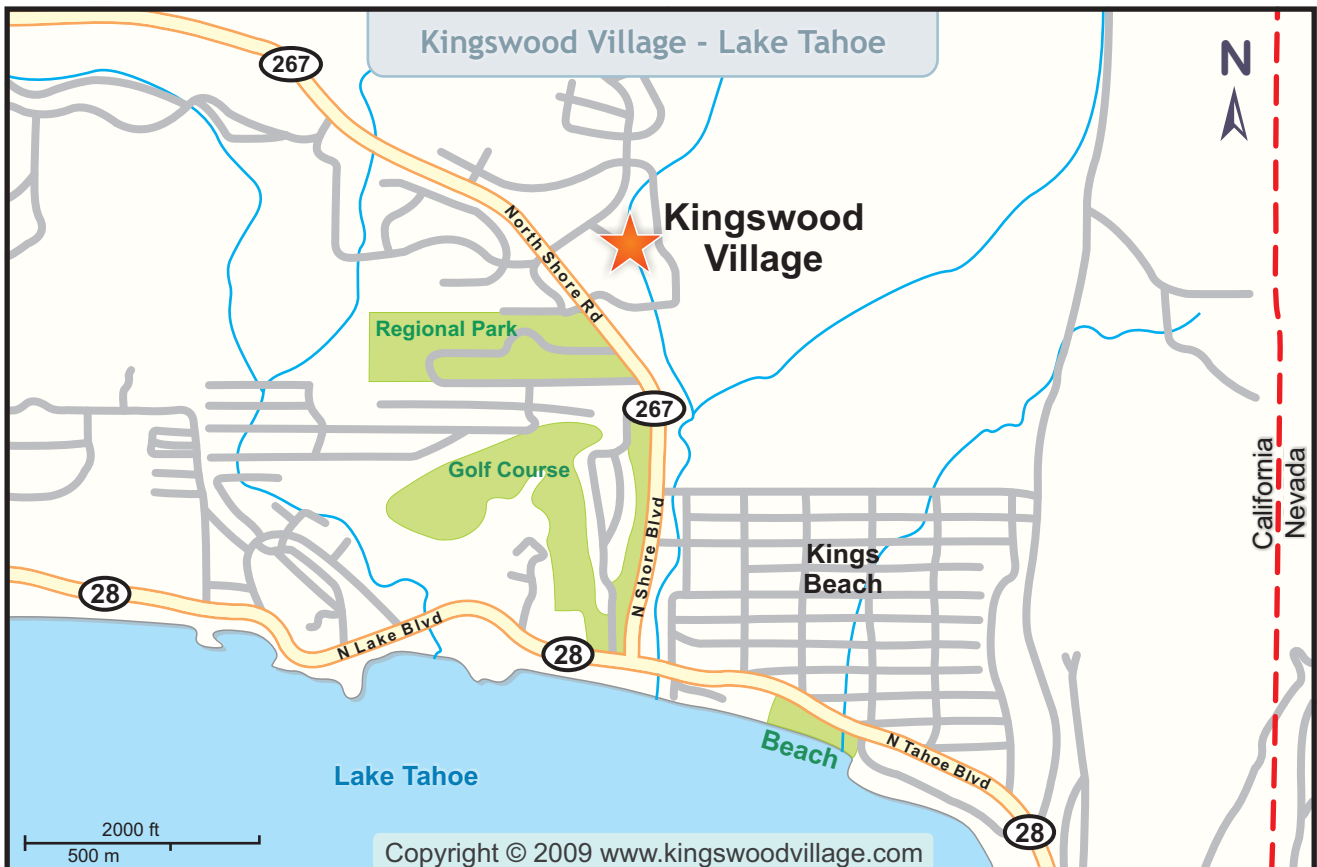 Kingswood Village - Lake Tahoe
267
N
North Shore Rd
Kingswood
Village
Regional Park
267
Golf Course
California
Nevada
N Shore Blvd
Kings
Beach
28
N Lake Blvd
28
Beach
N Tahoe Blvd
Lake Tahoe
28
2000 ft
500 m
Copyright © 2009 www.kingswoodvillage.com